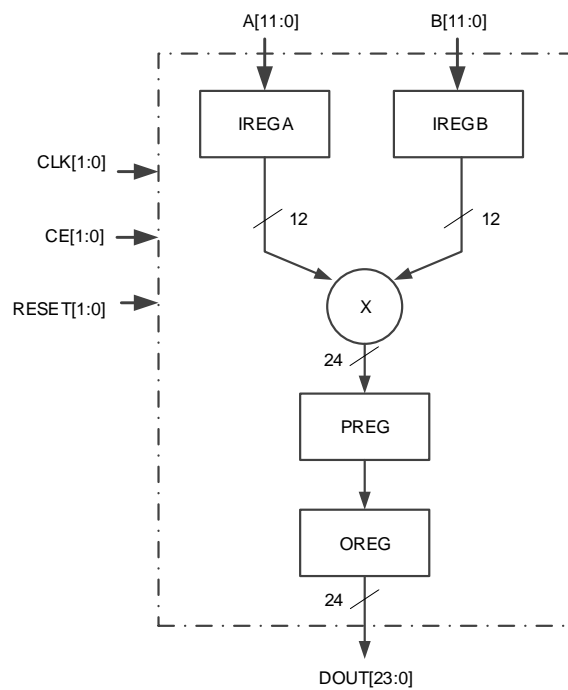 A[11:0]
B[11:0]
IREGA
IREGB
CLK[1:0]
12
12
CE[1:0]
RESET[1:0]
X
24
PREG
OREG
24
DOUT[23:0]